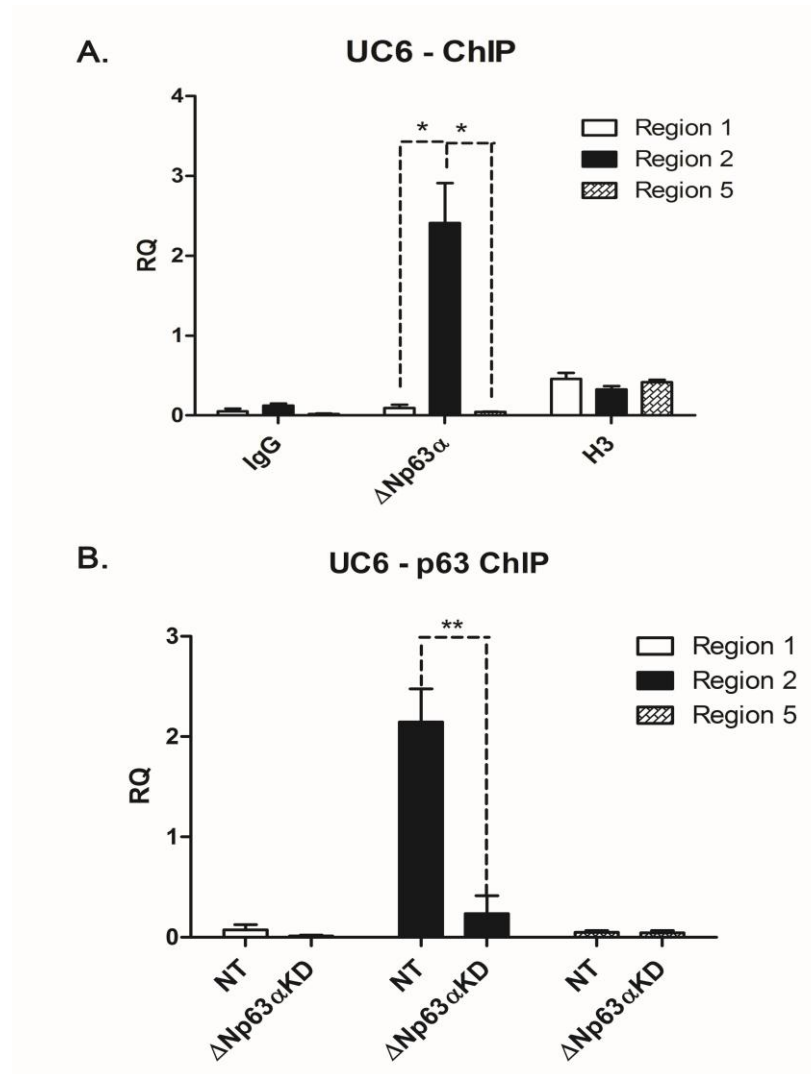 A.
UC6 - ChIP
4
3
2
1
0
RQ
* *
Region 1
Region 2
Region 5
IgG
ΔNp63α
H3
B.
UC6 - p63 ChIP
3
2
1
0
RQ
**
Region 1
Region 2
Region 5
NT
ΔNp63αKD
NT
ΔNp63αKD
NT
ΔNp63αKD